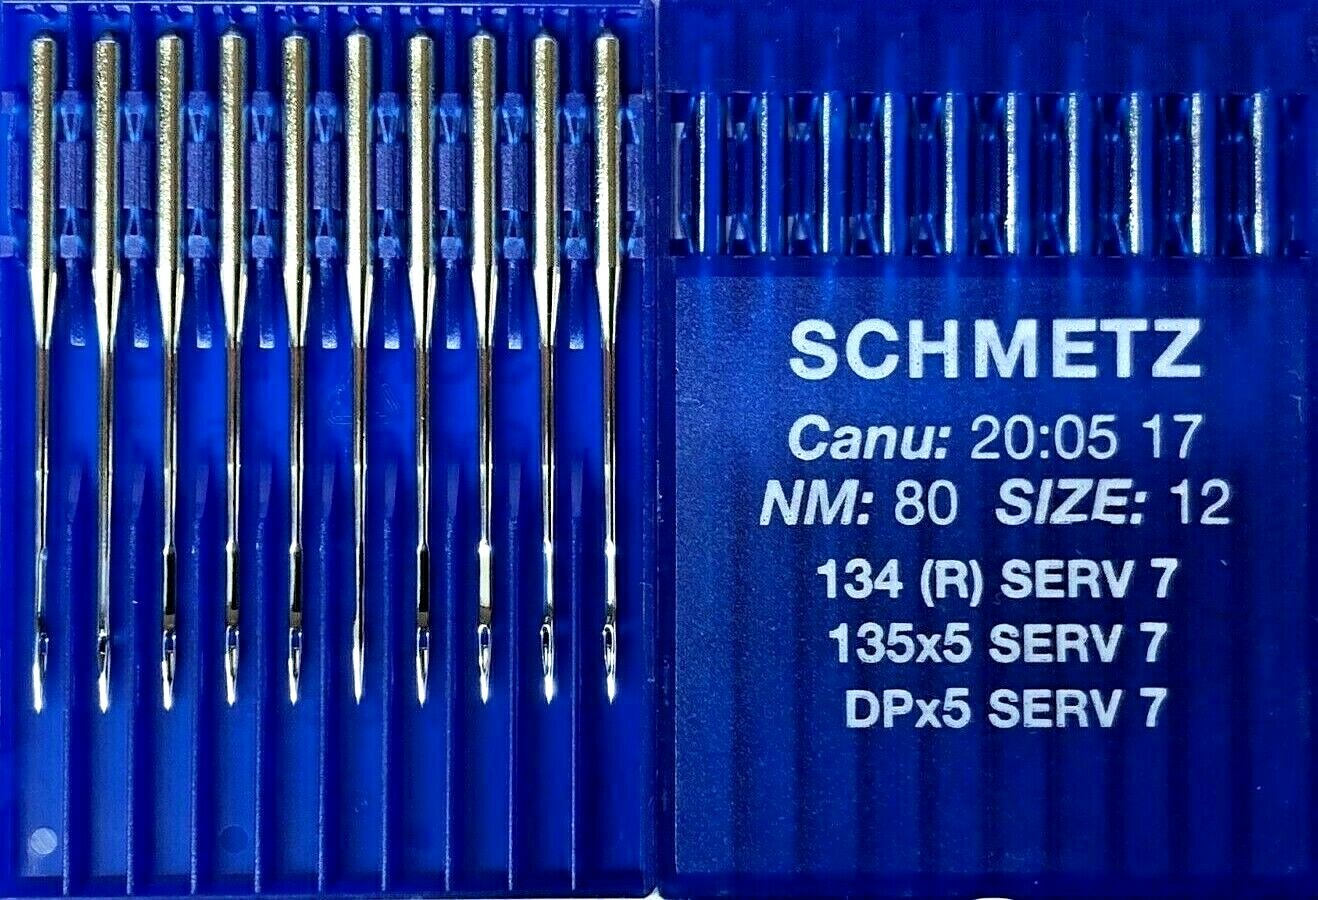 SCHMETZ
Canu: 20:05 17
NM: 80 SIZE: 12
134 (R) SERV 7
135x5 SERV 7
DPx5 SERV 7